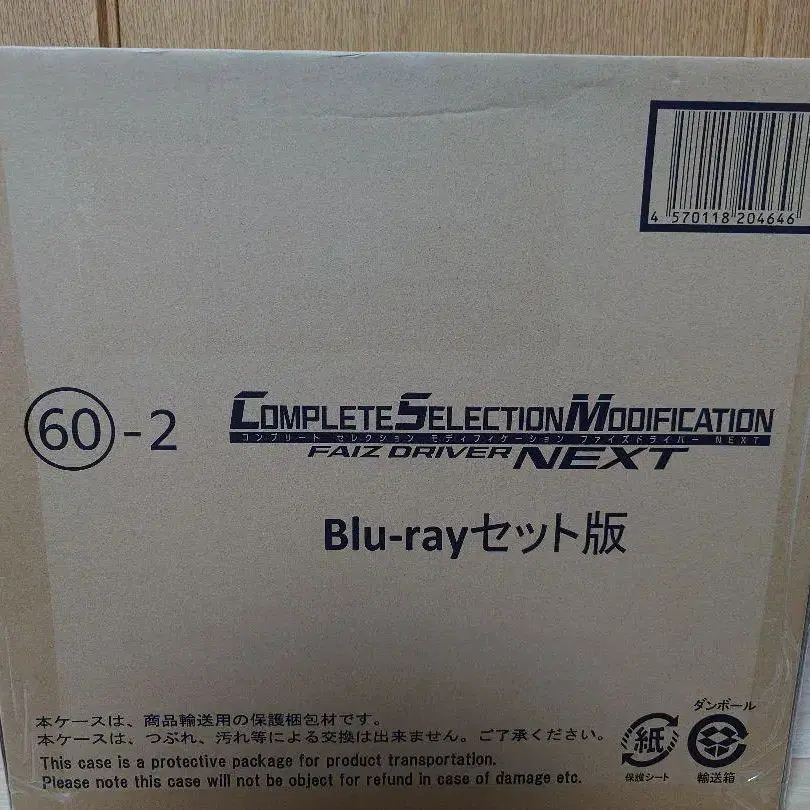 4 570118 204646
60-2
COMPLETE SELECTION MODIFICATION
コンプリート セレクション モディフィケーション ファイズドライバー NEXT
FAIZ DRIVER NEXT
Blu-rayセット版
本ケースは、商品輸送用の保護梱包材です。
本ケースは、つぶれ、汚れ等による交換は出来ません。ご了承ください。
This case is a protective package for product transportation.
Please note this case will not be object for refund in case of damage etc.
紙
保護シート
ダンボール
輸送箱